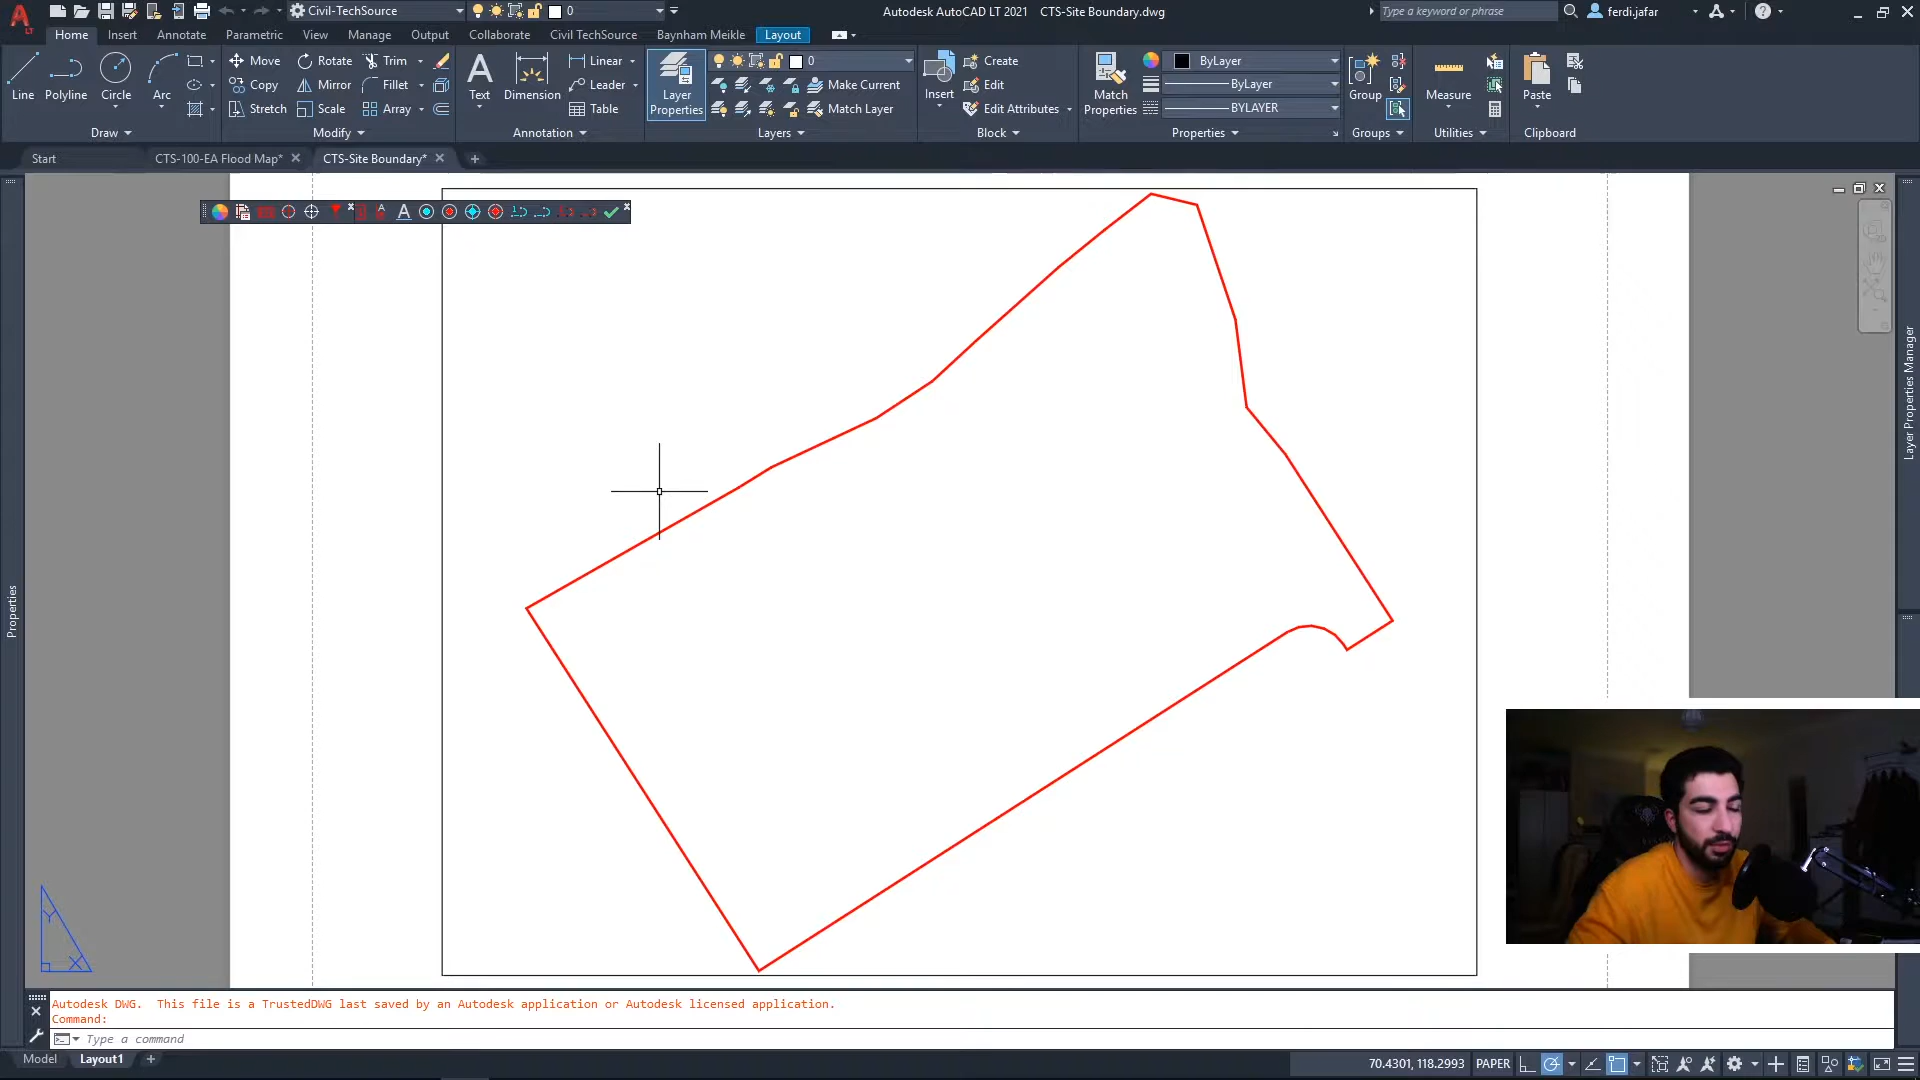 Civil-TechSource
0
Autodesk AutoCAD LT 2021 CTS-Site Boundary.dwg
Type a keyword or phrase
ferdi.jafar
LT
Home Insert Annotate Parametric View Manage Output Collaborate Civil TechSource Baynham Meikle Layout
Line Polyline Circle Arc
Move Rotate Trim
Copy Mirror Fillet
Stretch Scale Array
Text Dimension
Linear
Leader
Table
Layer
Properties
0
Make Current
Match Layer
Insert
Create
Edit
Edit Attributes
Match
Properties
ByLayer
ByLayer
BYLAYER
Group
Measure
Paste
Draw Modify Annotation Layers Block Properties Groups Utilities Clipboard
Start CTS-100-EA Flood Map* CTS-Site Boundary*
Layer Properties Manager
Properties
Y
X
Autodesk DWG. This file is a TrustedDWG last saved by an Autodesk application or Autodesk licensed application.
Command:
Type a command
Model Layout1
70.4301, 118.2993 PAPER